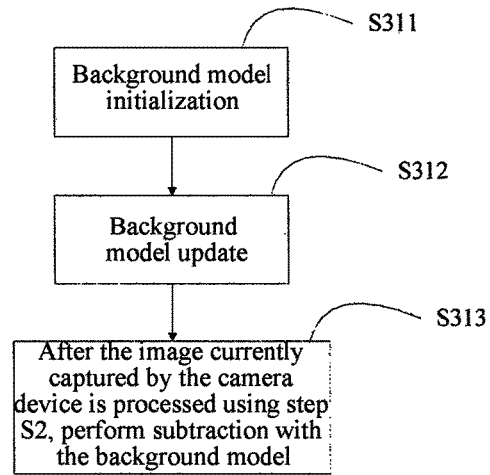 S311
Background model
initialization
S312
Background
model update
S313
After the image currently
captured by the camera
device is processed using step
S2, perform subtraction with
the background model